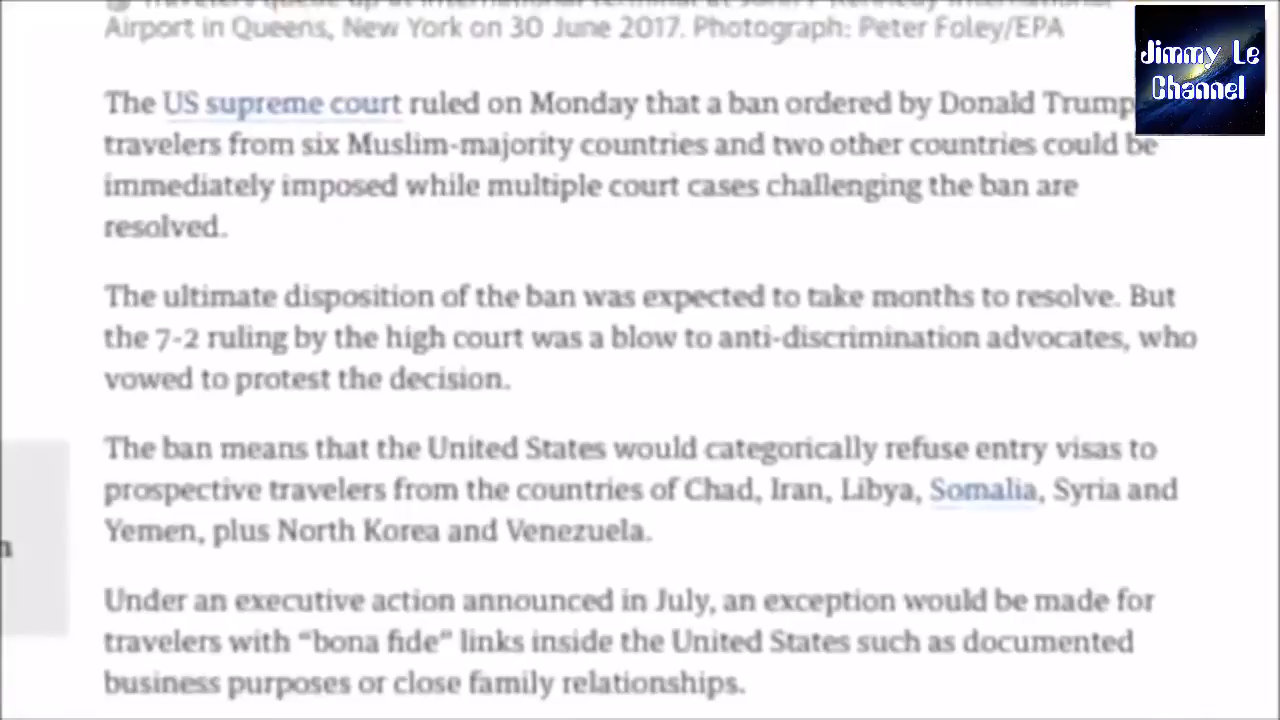 Airport in Queens, New York on 30 June 2017. Photograph: Peter Foley/EPA
Jimmy Le
Channel
The US supreme court ruled on Monday that a ban ordered by Donald Trump
travelers from six Muslim-majority countries and two other countries could be
immediately imposed while multiple court cases challenging the ban are
resolved.
The ultimate disposition of the ban was expected to take months to resolve. But
the 7-2 ruling by the high court was a blow to anti-discrimination advocates, who
vowed to protest the decision.
The ban means that the United States would categorically refuse entry visas to
prospective travelers from the countries of Chad, Iran, Libya, Somalia, Syria and
Yemen, plus North Korea and Venezuela.
Under an executive action announced in July, an exception would be made for
travelers with “bona fide” links inside the United States such as documented
business purposes or close family relationships.